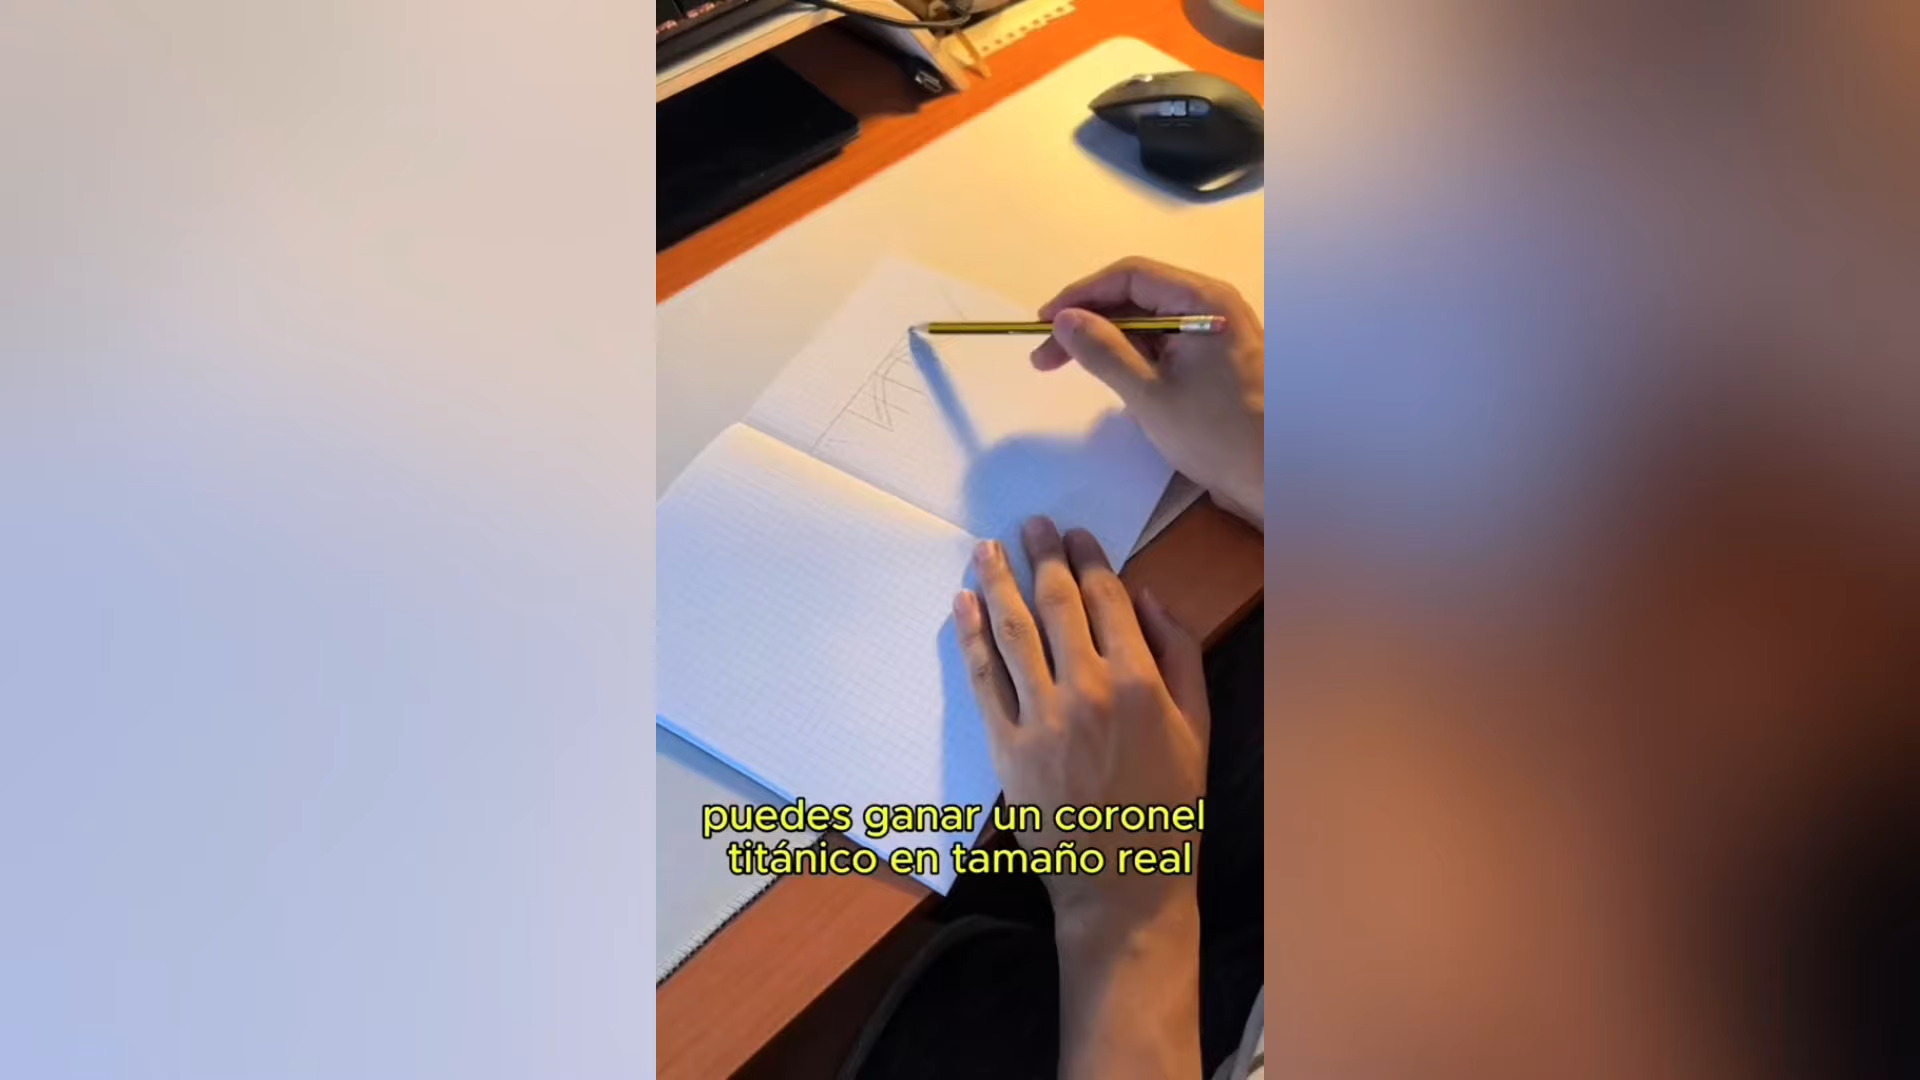 puedes ganar un coronel
titánico en tamaño real